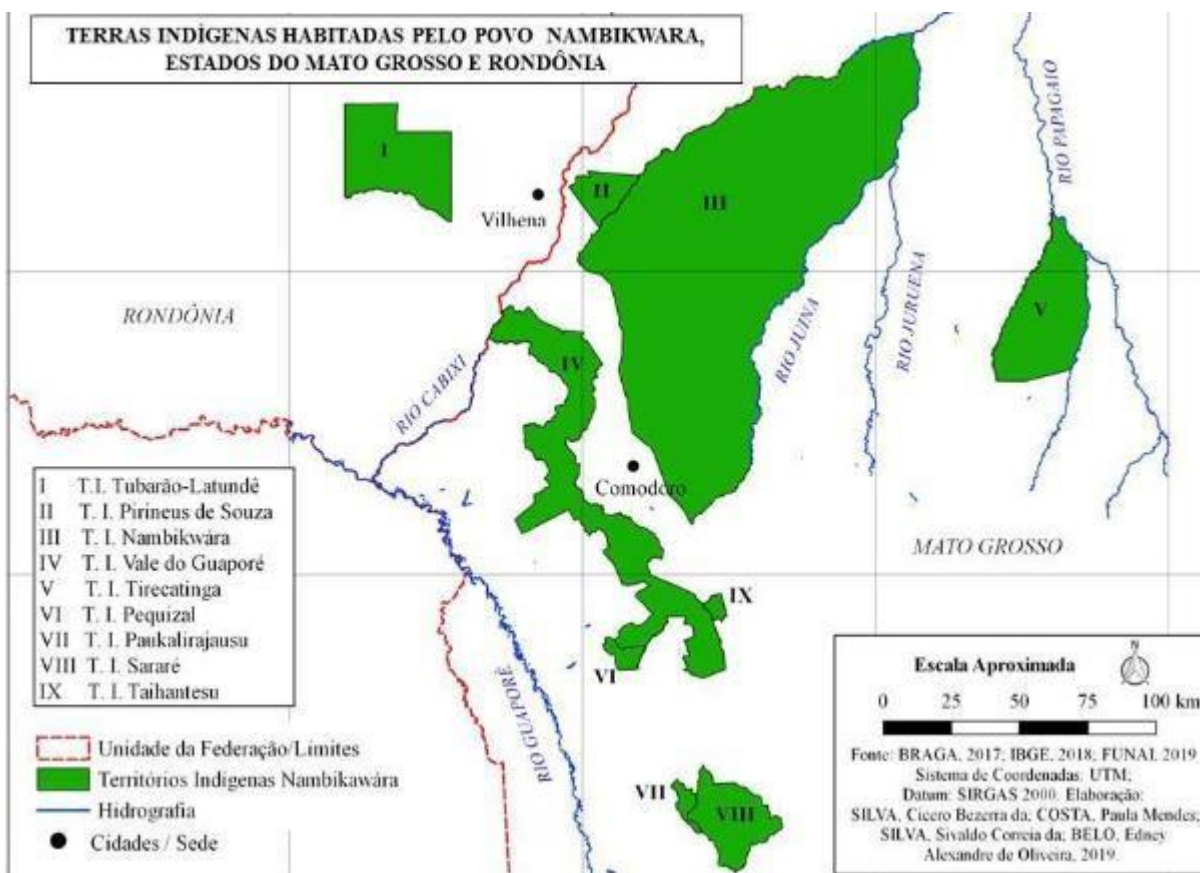 TERRAS INDÍGENAS HABITADAS PELO POVO NAMBIKWARA,
ESTADOS DO MATO GROSSO E RONDÔNIA
I
II
III
Vilhena
RIO PAPAGAIO
RONDÔNIA
IV
RIO CABIXI
RIO JUINA
RIO JURUENA
V
Comodoro
MATO GROSSO
I T.I. Tubarão-Latundê
II T. I. Pirineus de Souza
III T. I. Nambikwára
IV T. I. Vale do Guaporé
V T. I. Tirecatinga
VI T. I. Pequizal
VII T. I. Paukalirajausu
VIII T. I. Sararé
IX T. I. Taihantesu
IX
VI
RIO GUAPORÉ
VII
VIII
Unidade da Federação/Limites
Territórios Indígenas Nambikawára
Hidrografia
Cidades / Sede
Escala Aproximada
N
0 25 50 75 100 km
Fonte: BRAGA, 2017; IBGE, 2018; FUNAI, 2019
Sistema de Coordenadas: UTM;
Datum: SIRGAS 2000. Elaboração:
SILVA, Cicero Bezerra da; COSTA, Paula Mendes;
SILVA, Sivaldo Correia da; BELO, Edney
Alexandre de Oliveira, 2019.